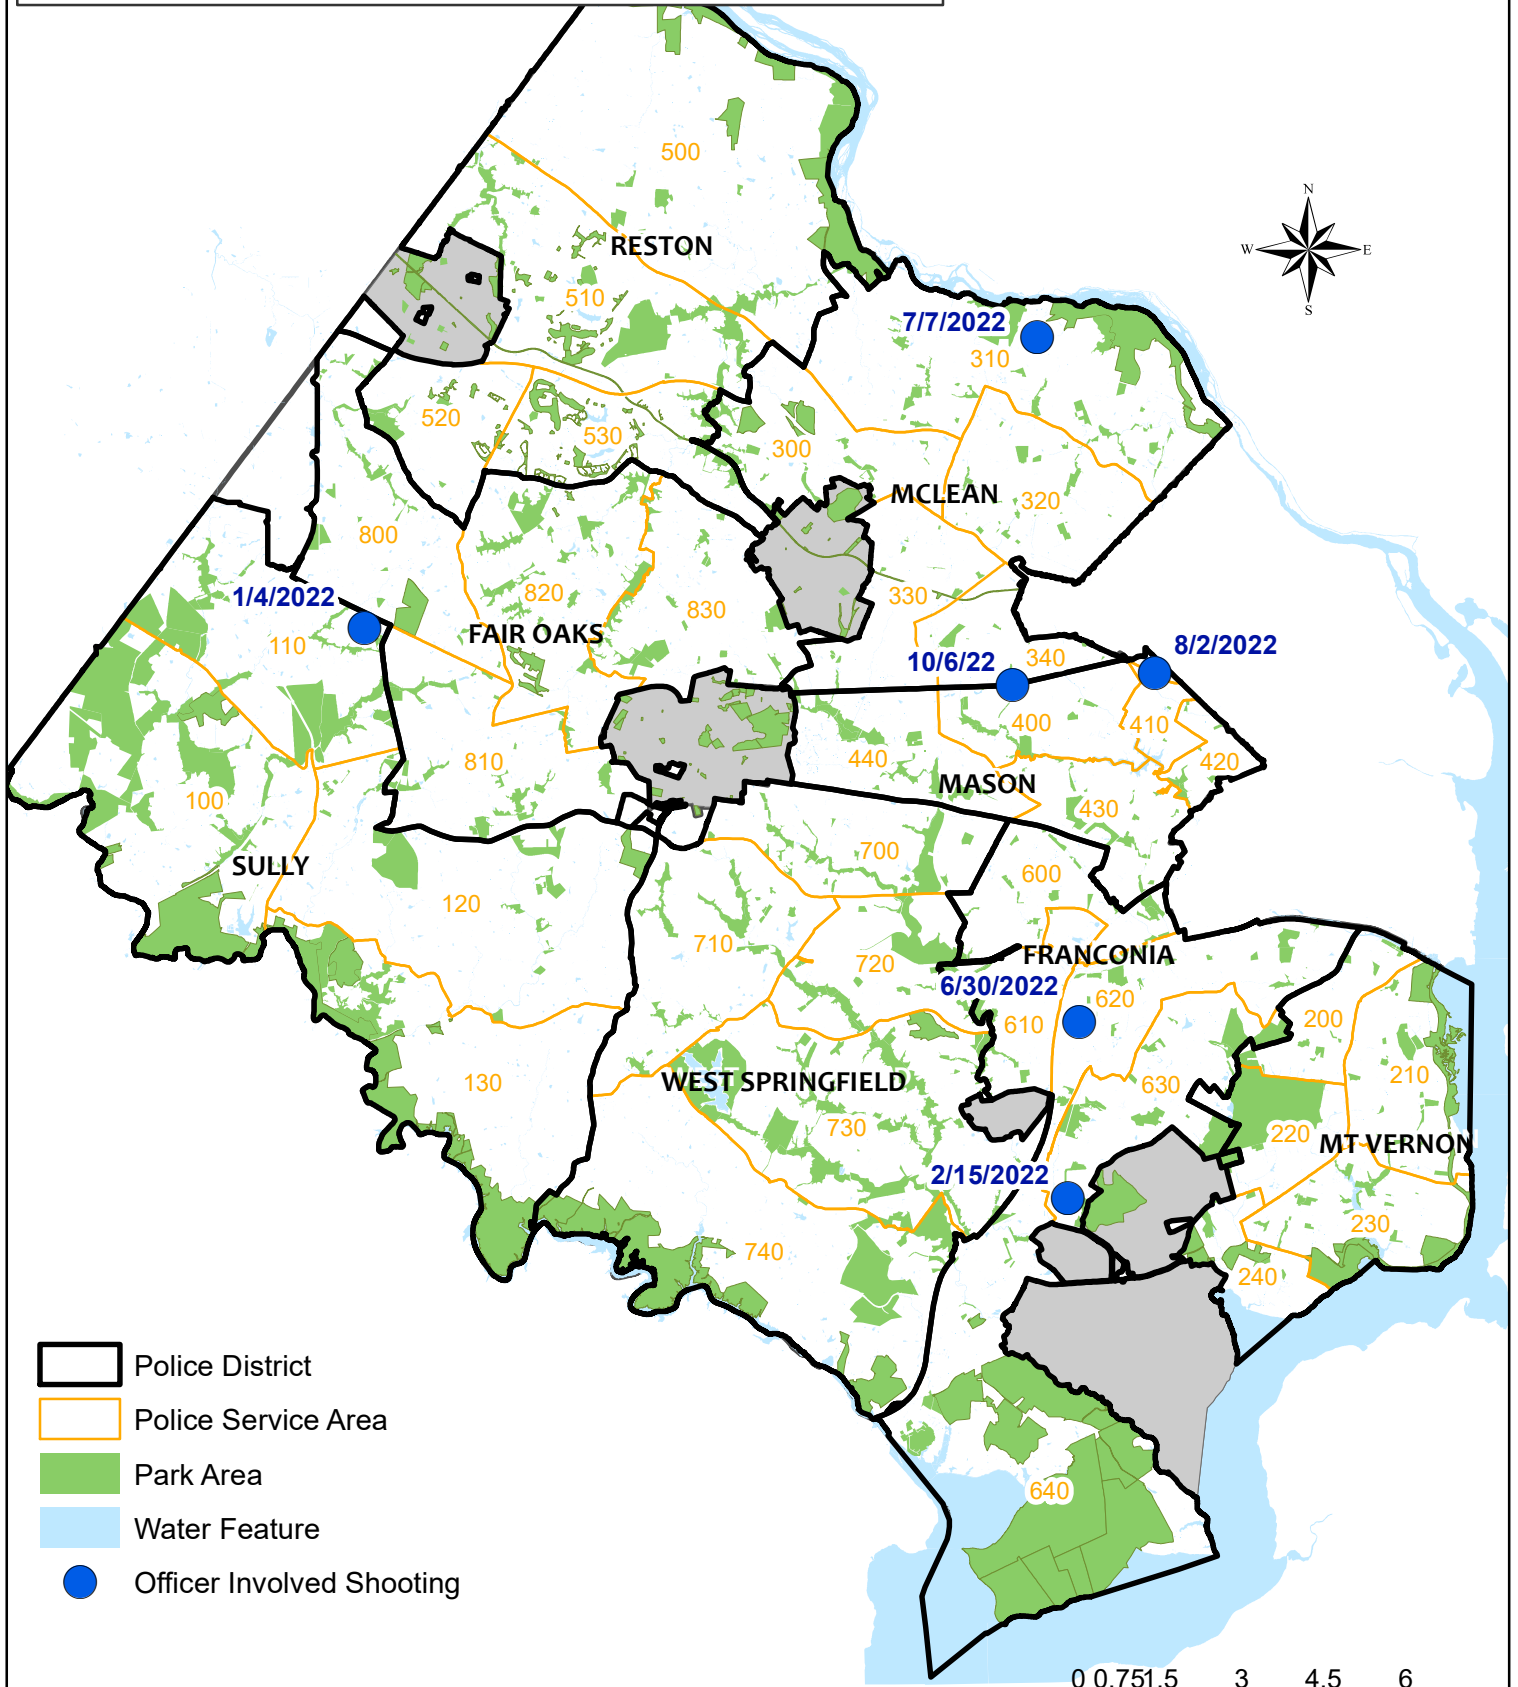 500
RESTON
N
W
E
S
510
7/7/2022
310
520
530
300
MCLEAN
320
800
1/4/2022
110
820
830
330
FAIR OAKS
10/6/22
340
8/2/2022
400
410
420
810
440
MASON
430
100
SULLY
700
600
120
710
720
FRANCONIA
6/30/2022
620
610
200
130
WEST SPRINGFIELD
630
210
730
220
MT VERNON
2/15/2022
230
740
240
Police District
Police Service Area
Park Area
640
Water Feature
Officer Involved Shooting
0 0.751.5 3 4.5 6